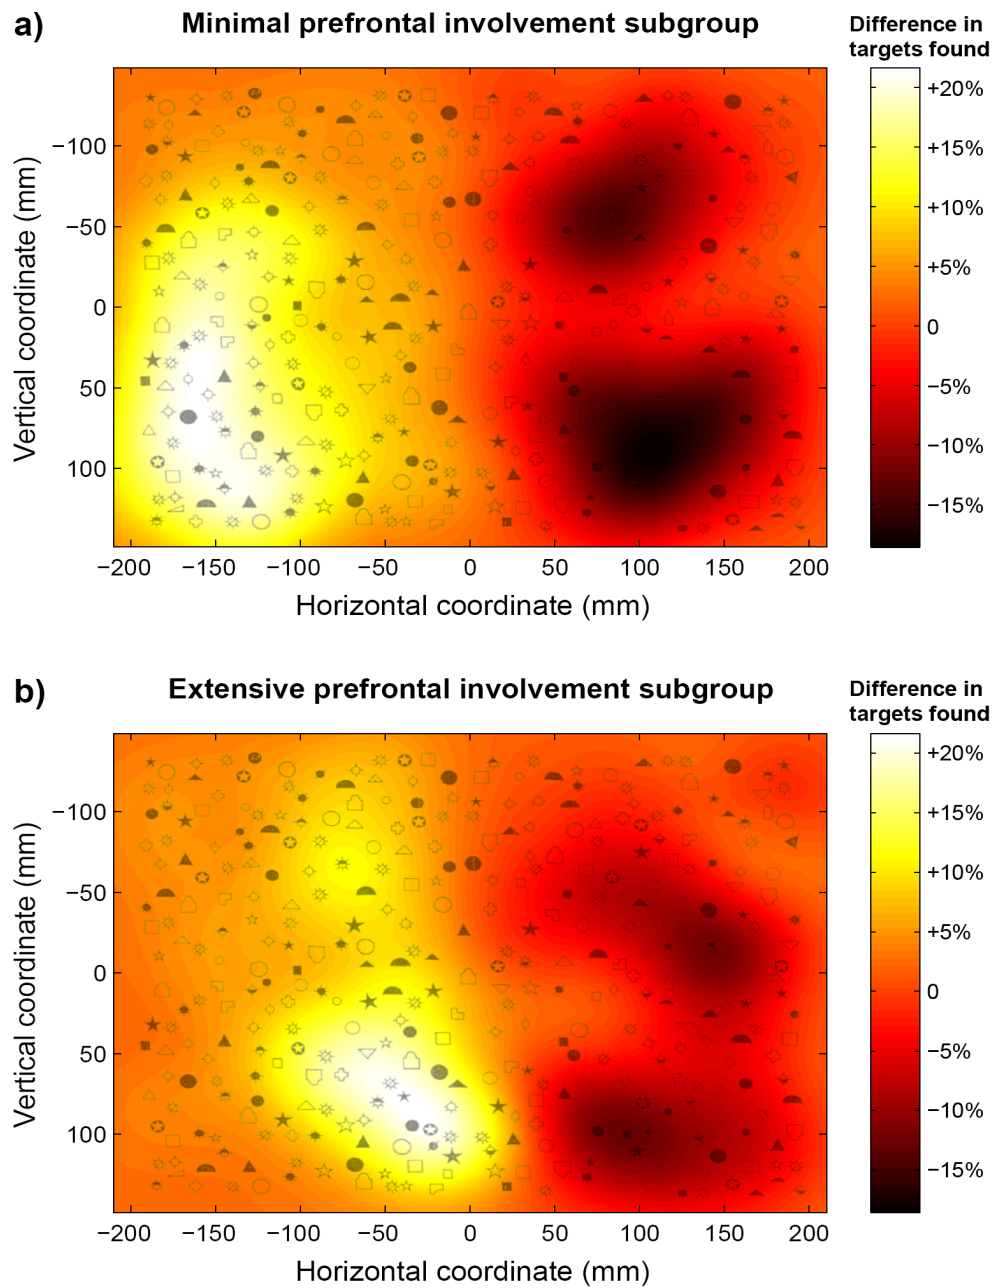 a)
Minimal prefrontal involvement subgroup
Difference in
targets found
Vertical coordinate (mm)
−100
−50
0
50
100
−200 −150 −100 −50 0 50 100 150 200
Horizontal coordinate (mm)
+20%
+15%
+10%
+5%
0
−5%
−10%
−15%
b)
Extensive prefrontal involvement subgroup
Difference in
targets found
Vertical coordinate (mm)
−100
−50
0
50
100
−200 −150 −100 −50 0 50 100 150 200
Horizontal coordinate (mm)
+20%
+15%
+10%
+5%
0
−5%
−10%
−15%